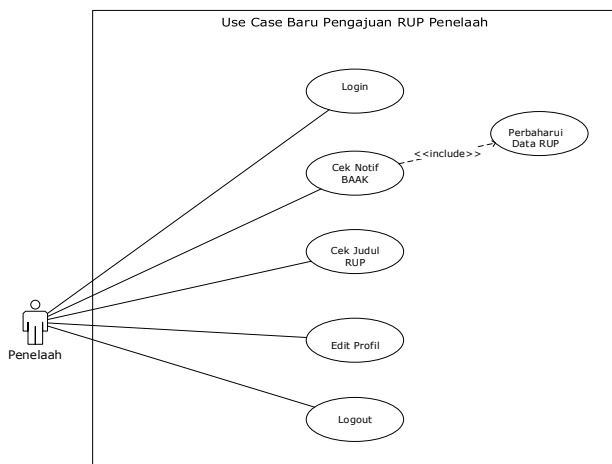 Use Case Baru Pengajuan RUP Penelaah
Login
Perbaharui
Data RUP
<<include>>
Cek Notif
BAAK
Cek Judul
RUP
Penelaah
Edit Profil
Logout